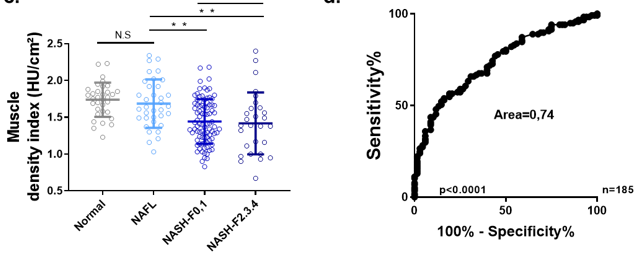 d.
* *
* *
N.S
Muscle
density index (HU/cm²)
2.5
2.0
1.5
1.0
0.5
Normal
NAFL
NASH-F0,1
NASH-F2.3.4
Sensitivity%
100
50
0
Area=0,74
p<0.0001
n=185
0
50
100
100% - Specificity%